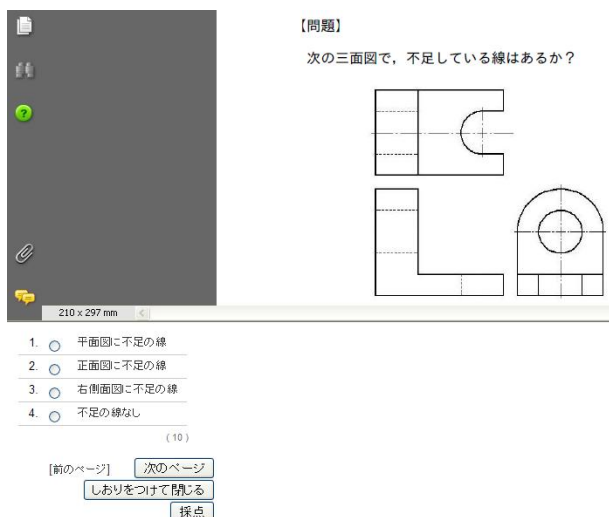 【問題】
次の三面図で，不足している線はあるか？
?
210 x 297 mm
1. 平面図に不足の線
2. 正面図に不足の線
3. 右側面図に不足の線
4. 不足の線なし
(10)
[前のページ] 次のページ
しおりをつけて閉じる
採点